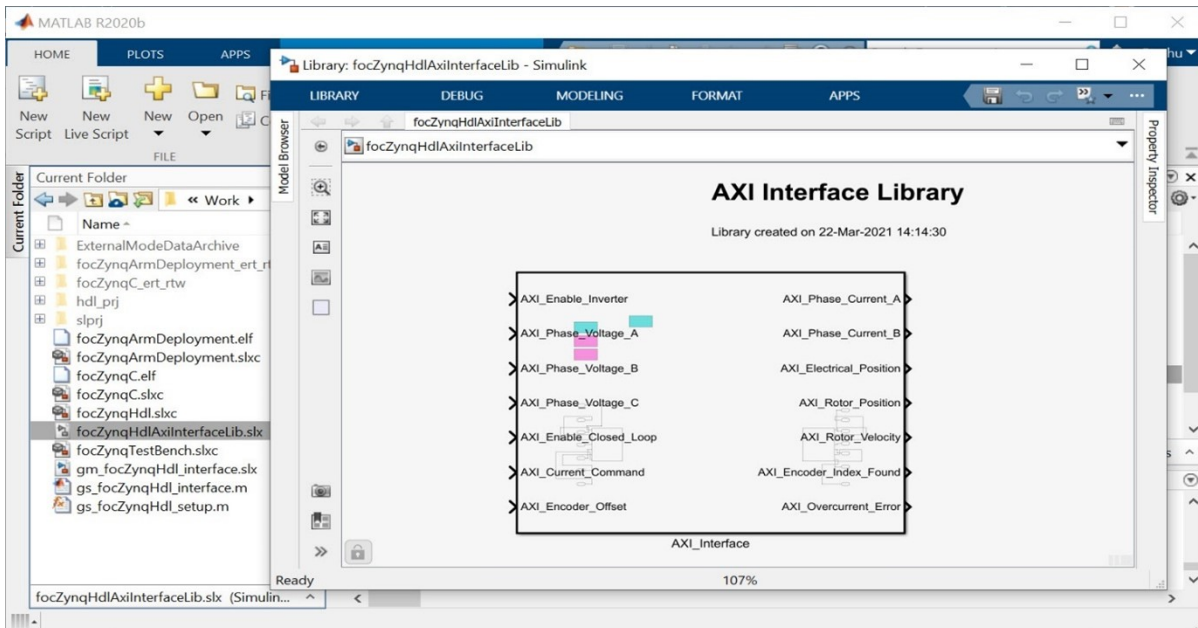 MATLAB R2020b
HOME PLOTS APPS
New Script
New Live Script
New
Open
FILE
Current Folder
Current Folder
« Work
Name
ExternalModeDataArchive
focZynqArmDeployment_ert_rt
focZynqC_ert_rtw
hdl_prj
slprj
focZynqArmDeployment.elf
focZynqArmDeployment.slxc
focZynqC.elf
focZynqC.slxc
focZynqHdl.slxc
focZynqHdlAxiInterfaceLib.slx
focZynqTestBench.slxc
gm_focZynqHdl_interface.slx
gs_focZynqHdl_interface.m
gs_focZynqHdl_setup.m
focZynqHdlAxiInterfaceLib.slx (Simulin...
Library: focZynqHdlAxiInterfaceLib - Simulink
LIBRARY DEBUG MODELING FORMAT APPS
Model Browser
focZynqHdlAxiInterfaceLib
focZynqHdlAxiInterfaceLib
Property Inspector
AXI Interface Library
Library created on 22-Mar-2021 14:14:30
AXI_Enable_Inverter AXI_Phase_Current_A
AXI_Phase_Voltage_A AXI_Phase_Current_B
AXI_Phase_Voltage_B AXI_Electrical_Position
AXI_Phase_Voltage_C AXI_Rotor_Position
AXI_Enable_Closed_Loop AXI_Rotor_Velocity
AXI_Current_Command AXI_Encoder_Index_Found
AXI_Encoder_Offset AXI_Overcurrent_Error
AXI_Interface
Ready 107%